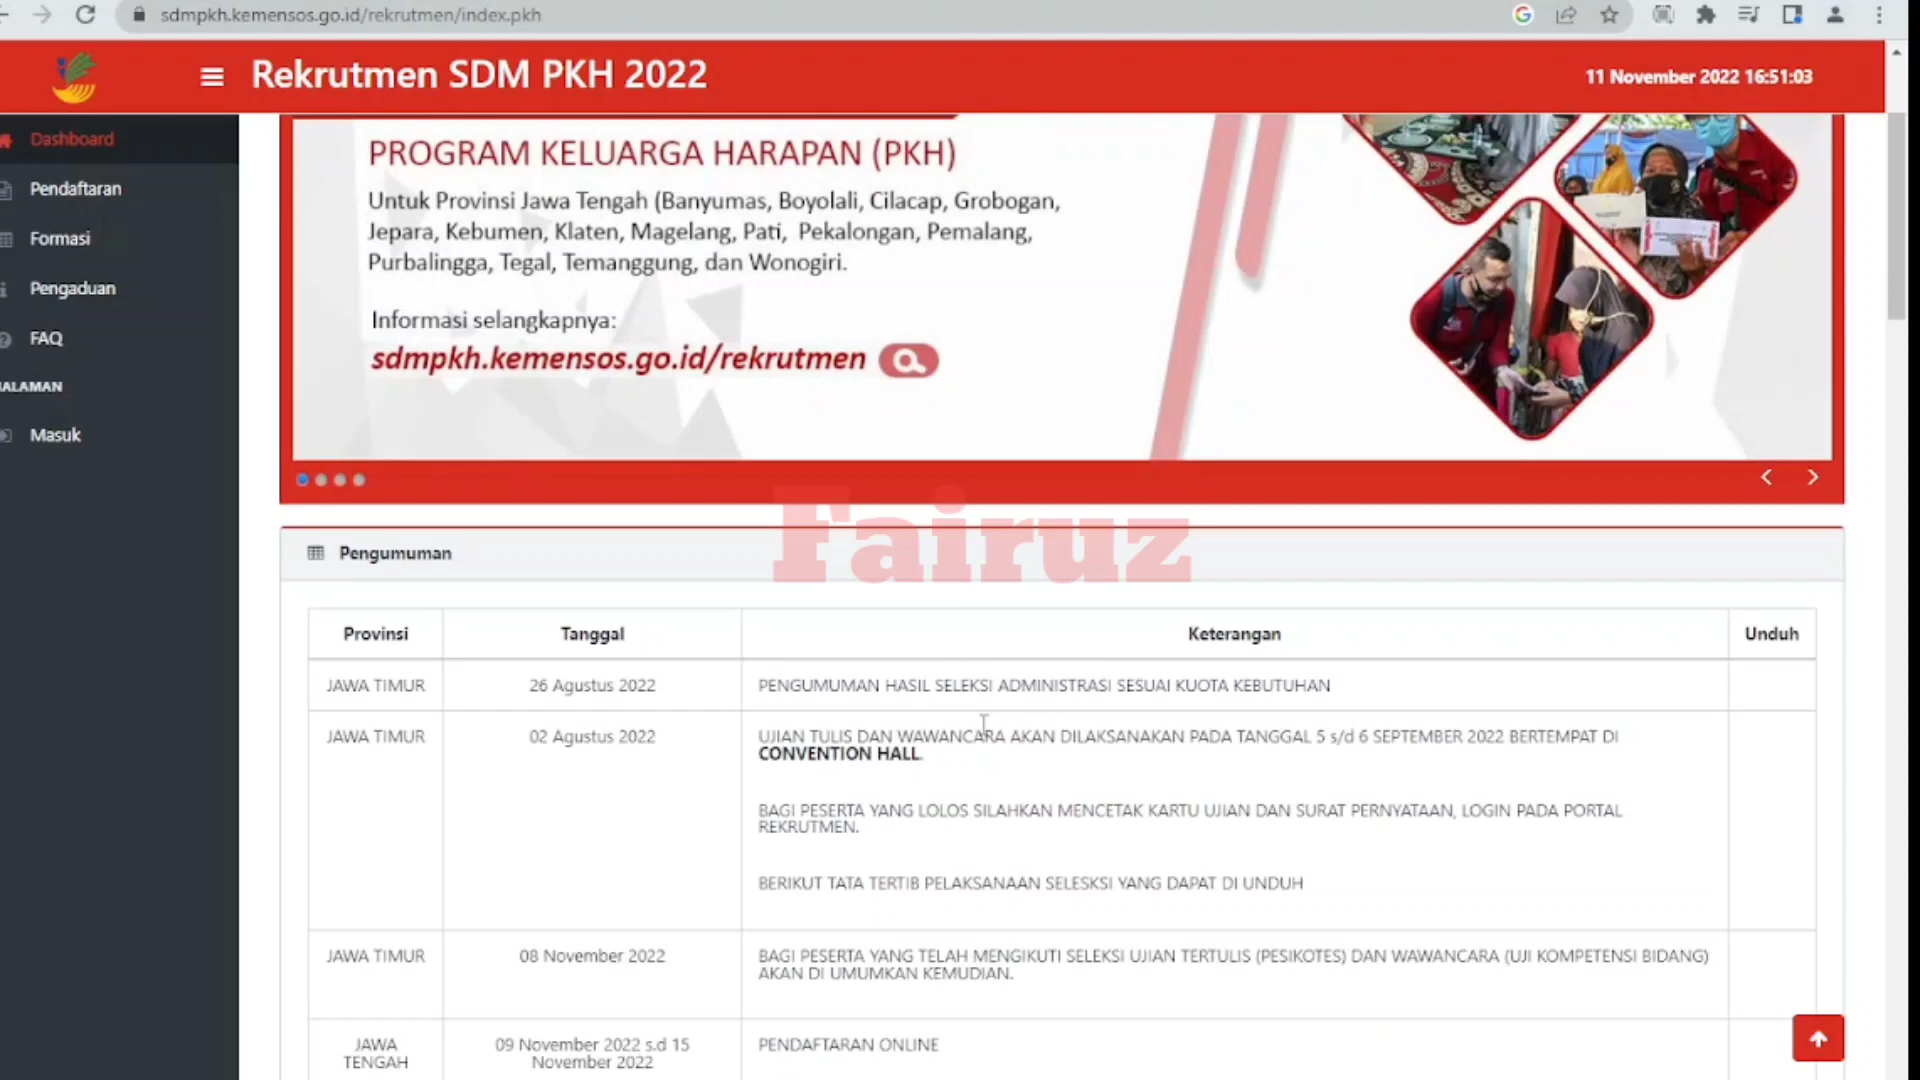 sdmpkh.kemensos.go.id/rekrutmen/index.pkh
Rekrutmen SDM PKH 2022
11 November 2022 16:51:03
Dashboard
Pendaftaran
Formasi
Pengaduan
FAQ
ALAMAN
Masuk
PROGRAM KELUARGA HARAPAN (PKH)
Untuk Provinsi Jawa Tengah (Banyumas, Boyolali, Cilacap, Grobogan,
Jepara, Kebumen, Klaten, Magelang, Pati, Pekalongan, Pemalang,
Purbalingga, Tegal, Temanggung, dan Wonogiri.
Informasi selangkapnya:
sdmpkh.kemensos.go.id/rekrutmen
Fairuz
Pengumuman
Provinsi Tanggal Keterangan Unduh
JAWA TIMUR 26 Agustus 2022 PENGUMUMAN HASIL SELEKSI ADMINISTRASI SESUAI KUOTA KEBUTUHAN
JAWA TIMUR 02 Agustus 2022 UJIAN TULIS DAN WAWANCARA AKAN DILAKSANAKAN PADA TANGGAL 5 s/d 6 SEPTEMBER 2022 BERTEMPAT DI
CONVENTION HALL.
BAGI PESERTA YANG LOLOS SILAHKAN MENCETAK KARTU UJIAN DAN SURAT PERNYATAAN, LOGIN PADA PORTAL
REKRUTMEN.
BERIKUT TATA TERTIB PELAKSANAAN SELESKSI YANG DAPAT DI UNDUH
JAWA TIMUR 08 November 2022 BAGI PESERTA YANG TELAH MENGIKUTI SELEKSI UJIAN TERTULIS (PESIKOTES) DAN WAWANCARA (UJI KOMPETENSI BIDANG)
AKAN DI UMUMKAN KEMUDIAN.
JAWA 09 November 2022 s.d 15 PENDAFTARAN ONLINE
TENGAH November 2022